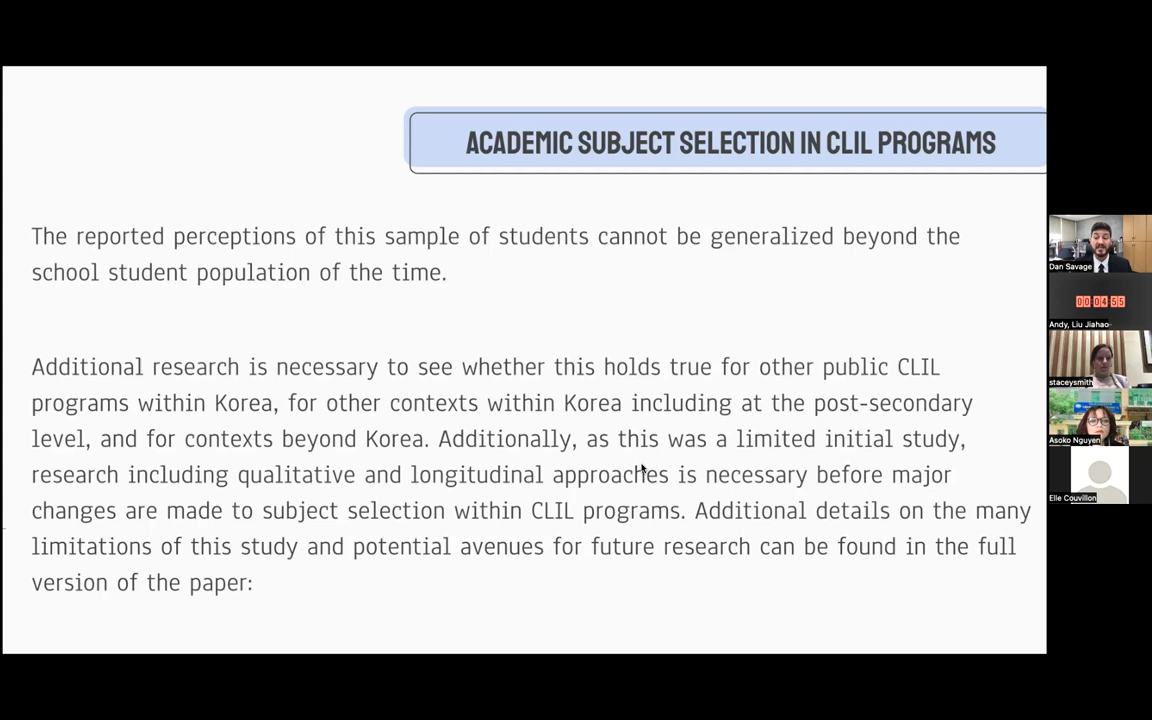 ACADEMIC SUBJECT SELECTION IN CLIL PROGRAMS
The reported perceptions of this sample of students cannot be generalized beyond the
school student population of the time.
Additional research is necessary to see whether this holds true for other public CLIL
programs within Korea, for other contexts within Korea including at the post-secondary
level, and for contexts beyond Korea. Additionally, as this was a limited initial study,
research including qualitative and longitudinal approaches is necessary before major
changes are made to subject selection within CLIL programs. Additional details on the many
limitations of this study and potential avenues for future research can be found in the full
version of the paper:
Dan Savage
00:04:55
Andy, Liu Jiahao
staceysmith
Asoko Nguyen
Elle Couvillon